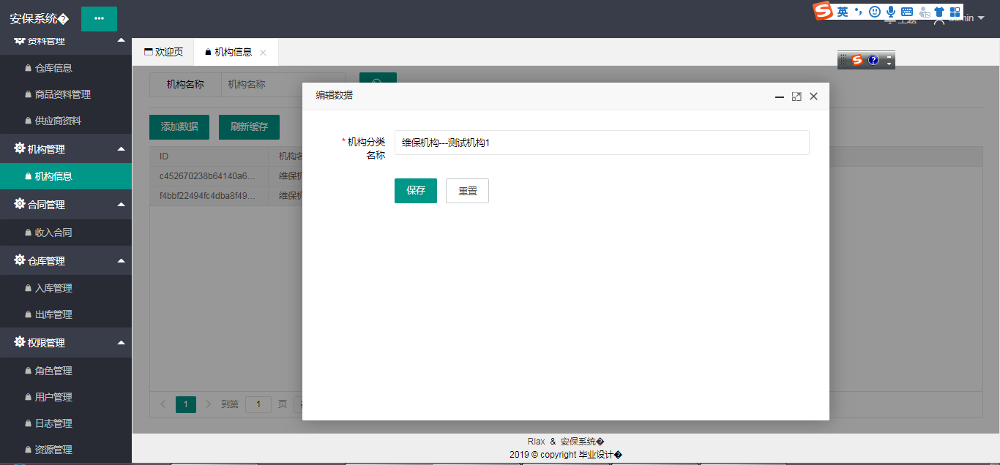 安保系统�
•••
英
主题
admin
资料管理
仓库信息
商品资料管理
供应商资料
机构管理
机构信息
合同管理
收入合同
仓库管理
入库管理
出库管理
权限管理
角色管理
用户管理
日志管理
资源管理
欢迎页
机构信息
机构名称
机构名称
添加数据
刷新缓存
ID
机构名
c452670238b64140a6...
维保机
f4bbf22494fc4dba8f49...
维保机
1
到第
1
页
编辑数据
*机构分类
名称
维保机构---测试机构1
保存
重置
Rlax & 安保系统�
2019 © copyright 毕业设计�